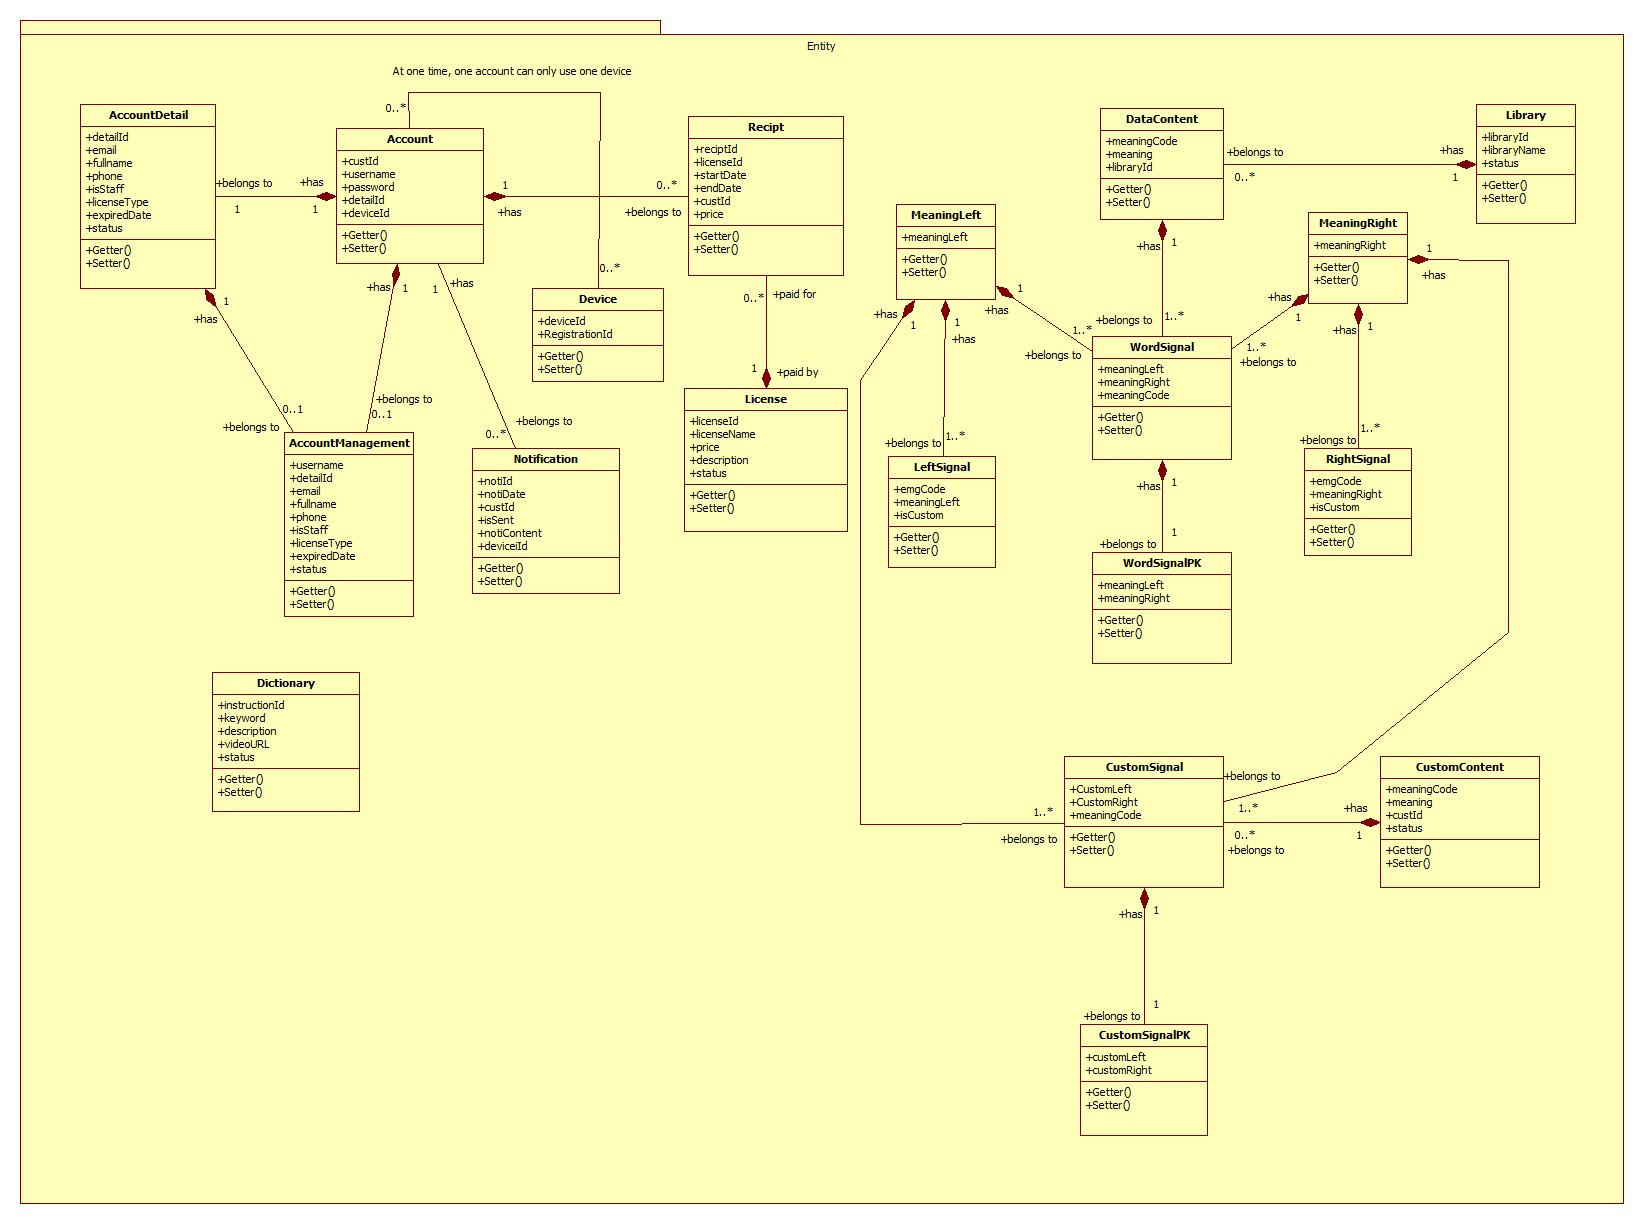 Entity
At one time, one account can only use one device
AccountDetail
+detailId
+email
+fullname
+phone
+isStaff
+licenseType
+expiredDate
+status
+Getter()
+Setter()
+belongs to
1
+has
1
1
+has
0..1
+belongs to
0..*
Account
+custId
+username
+password
+detailId
+deviceId
+Getter()
+Setter()
1
+has
0..*
+belongs to
+has
1
+belongs to
0..1
1
+has
+belongs to
0..*
0..*
Device
+deviceId
+RegistrationId
+Getter()
+Setter()
Recipt
+reciptId
+licenseId
+startDate
+endDate
+custId
+price
+Getter()
+Setter()
0..*
+paid for
1
+paid by
License
+licenseId
+licenseName
+price
+description
+status
+Getter()
+Setter()
AccountManagement
+username
+detailId
+email
+fullname
+phone
+isStaff
+licenseType
+expiredDate
+status
+Getter()
+Setter()
Notification
+notiId
+notiDate
+custId
+isSent
+notiContent
+deviceiId
+Getter()
+Setter()
Dictionary
+instructionId
+keyword
+description
+videoURL
+status
+Getter()
+Setter()
DataContent
+meaningCode
+meaning
+libraryId
+Getter()
+Setter()
+belongs to
0..*
+has
1
Library
+libraryId
+libraryName
+status
+Getter()
+Setter()
+has
1
+belongs to
1..*
MeaningLeft
+meaningLeft
+Getter()
+Setter()
1
+has
1..*
+belongs to
+has
1
1
+has
+belongs to
1..*
MeaningRight
+meaningRight
+Getter()
+Setter()
1
+has
+has
1
1..*
+belongs to
+has
1
1..*
+belongs to
WordSignal
+meaningLeft
+meaningRight
+meaningCode
+Getter()
+Setter()
+has
1
1
+belongs to
LeftSignal
+emgCode
+meaningLeft
+isCustom
+Getter()
+Setter()
RightSignal
+emgCode
+meaningRight
+isCustom
+Getter()
+Setter()
WordSignalPK
+meaningLeft
+meaningRight
+Getter()
+Setter()
1..*
+belongs to
CustomSignal
+CustomLeft
+CustomRight
+meaningCode
+Getter()
+Setter()
+belongs to
1..*
0..*
+belongs to
+has
1
CustomContent
+meaningCode
+meaning
+custId
+status
+Getter()
+Setter()
+has
1
1
+belongs to
CustomSignalPK
+customLeft
+customRight
+Getter()
+Setter()